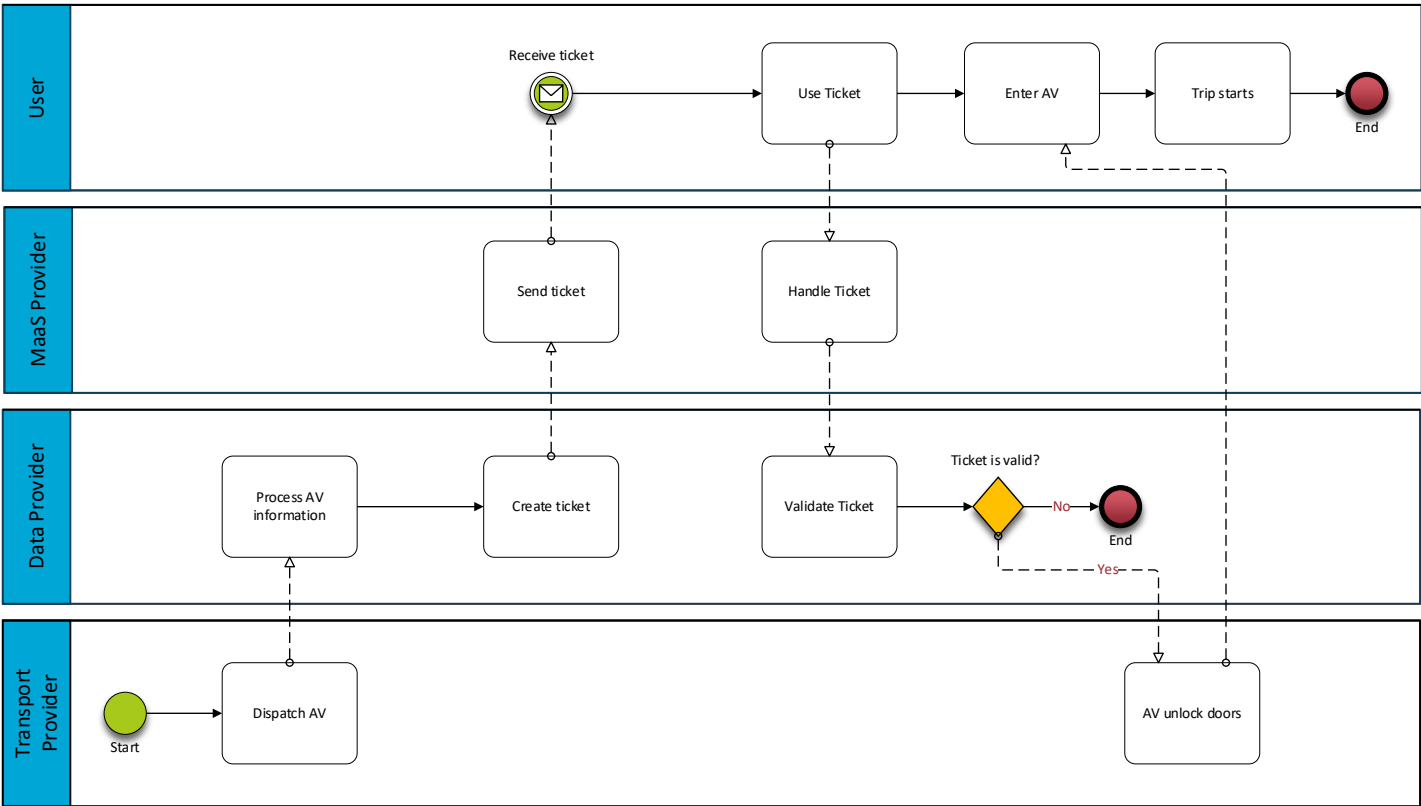 User
Receive ticket
Use Ticket
Enter AV
Trip starts
End
MaaS Provider
Send ticket
Handle Ticket
Data Provider
Process AV
information
Create ticket
Validate Ticket
Ticket is valid?
No
End
Yes
Transport
Provider
Start
Dispatch AV
AV unlock doors